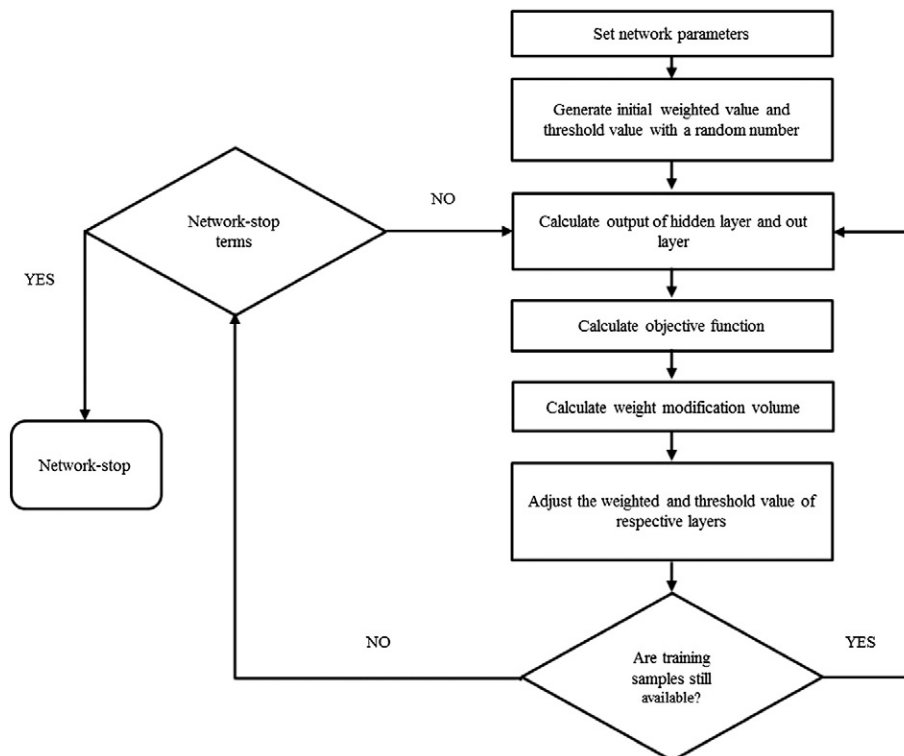 Set network parameters
Generate initial weighted value and
threshold value with a random number
Network-stop
terms
NO
Calculate output of hidden layer and out
layer
YES
Calculate objective function
Calculate weight modification volume
Network-stop
Adjust the weighted and threshold value of
respective layers
NO
Are training
samples still
available?
YES